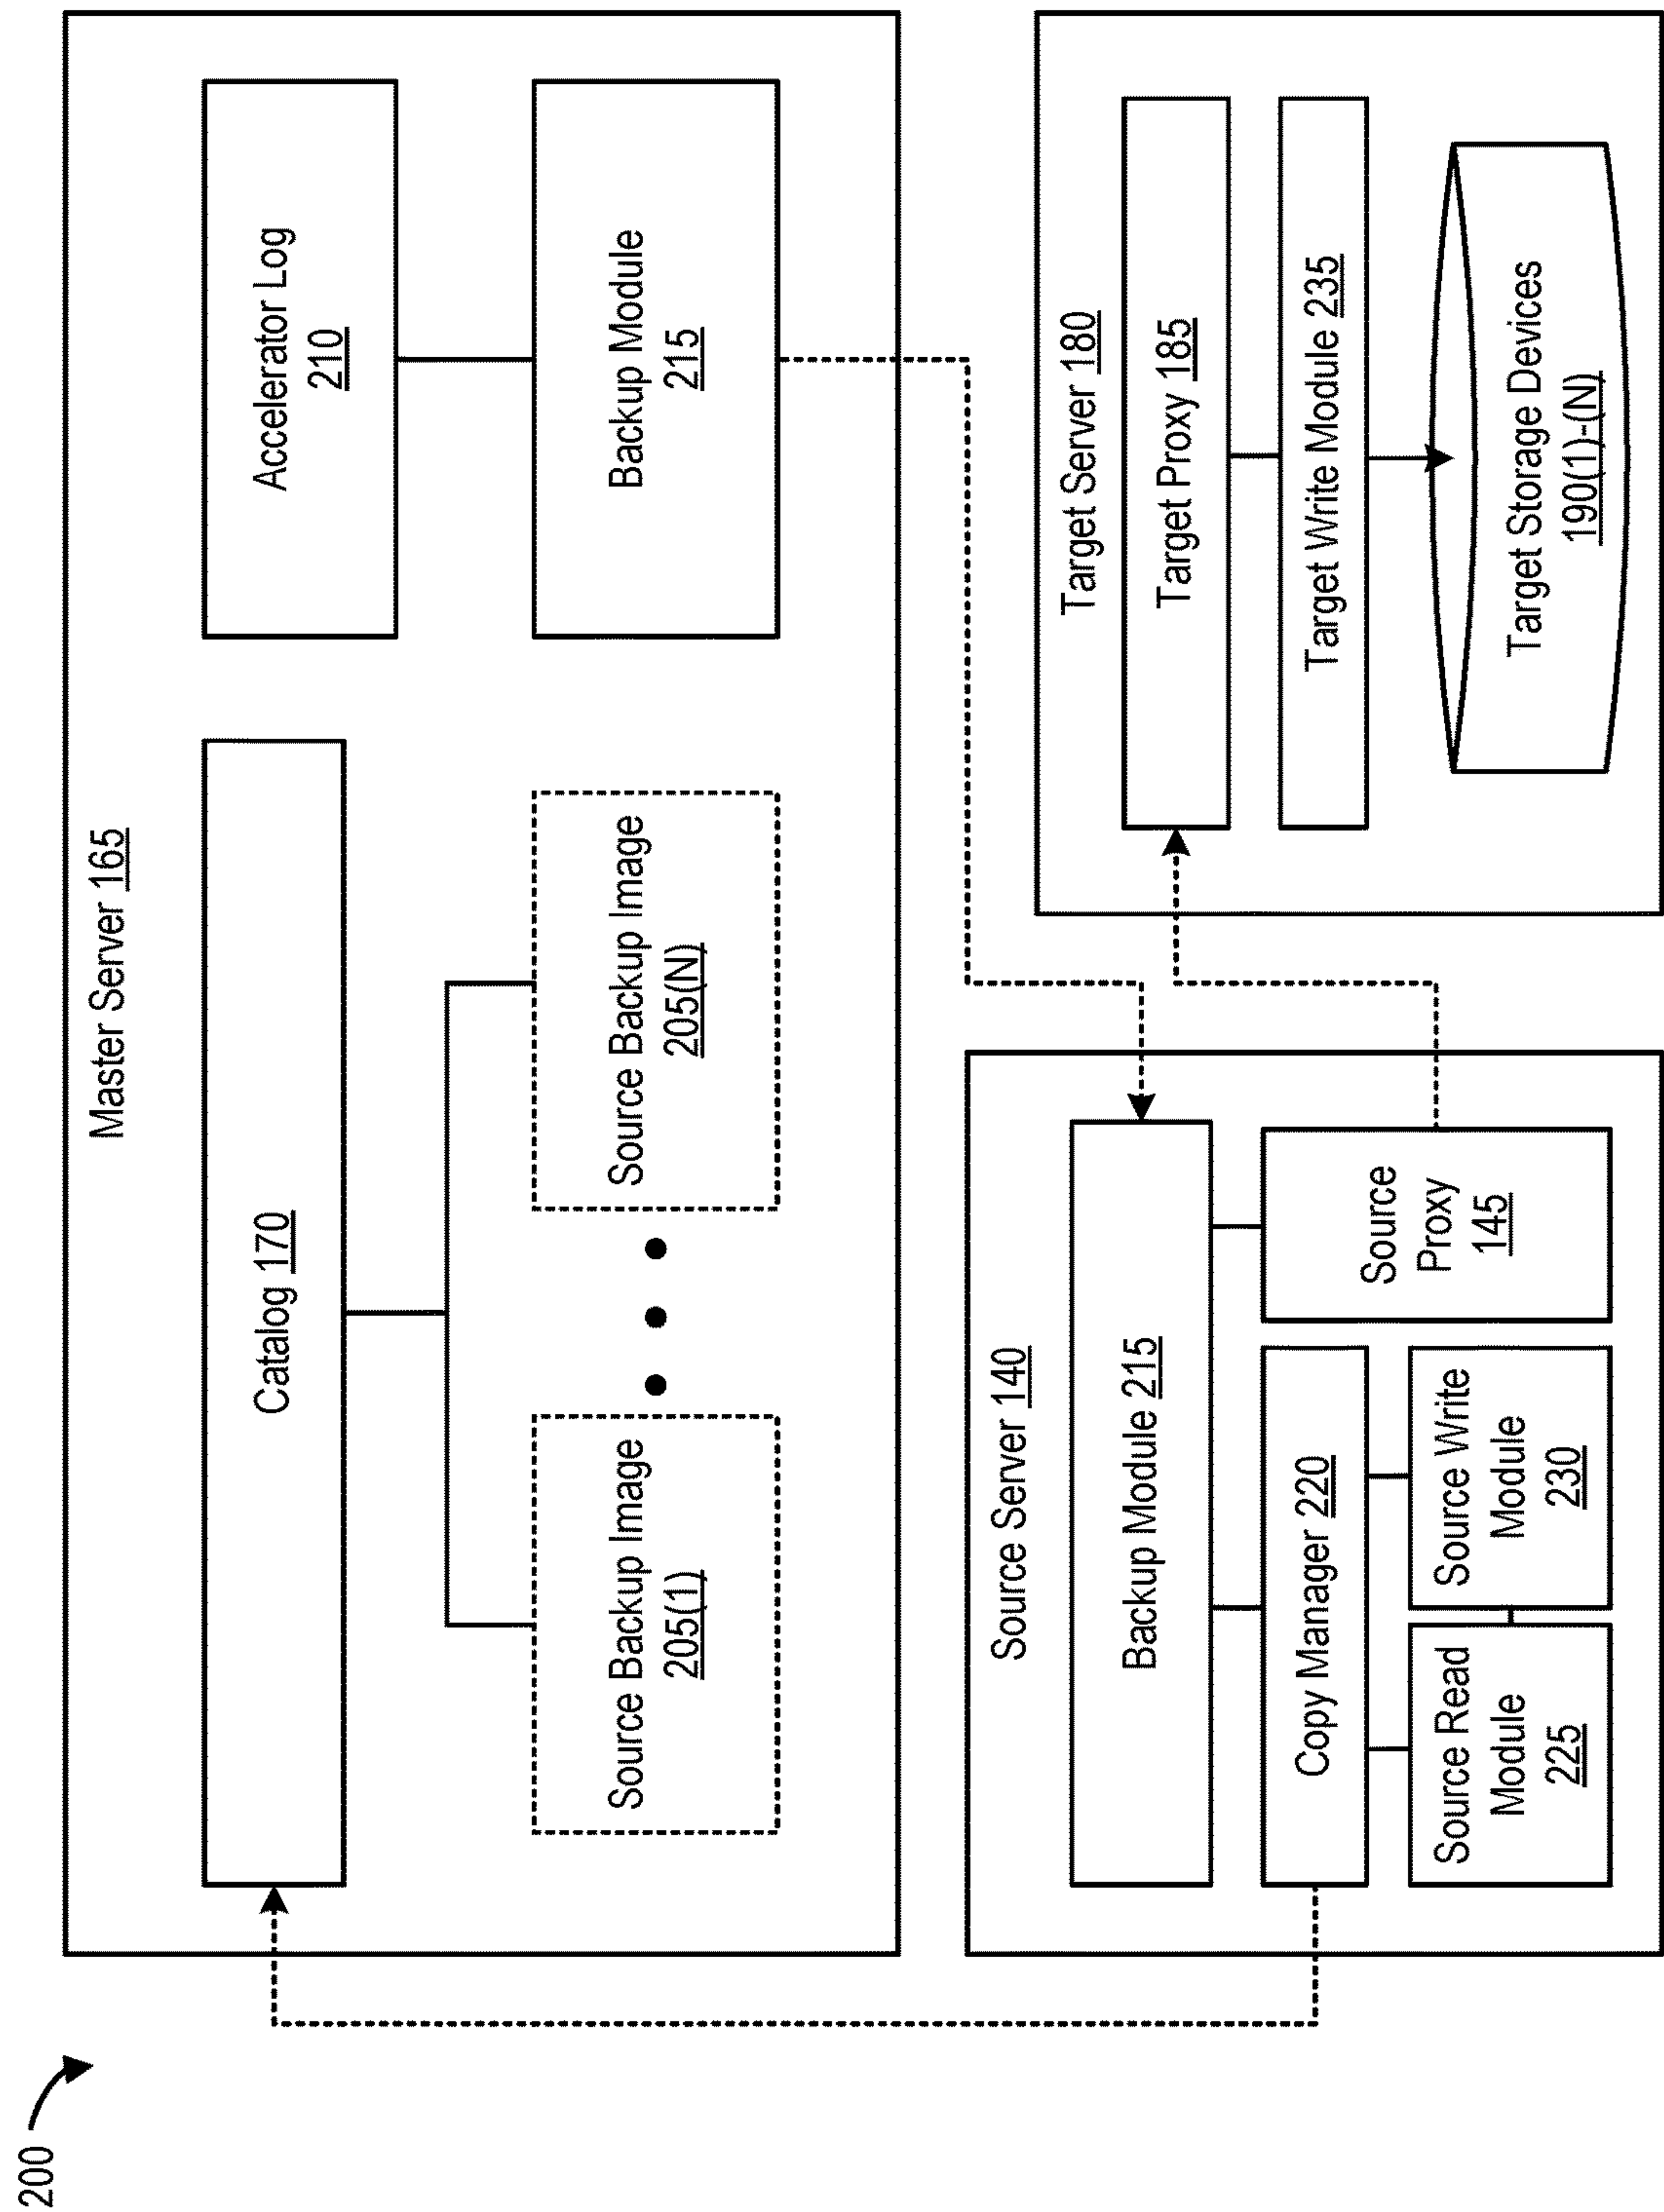 200
Master Server 165
Catalog 170
Source Backup Image
205(1)
Source Backup Image
205(N)
Accelerator Log
210
Backup Module
215
Source Server 140
Backup Module 215
Copy Manager 220
Source Read
Module
225
Source Write
Module
230
Source
Proxy
145
Target Server 180
Target Proxy 185
Target Write Module 235
Target Storage Devices
190(1)-(N)